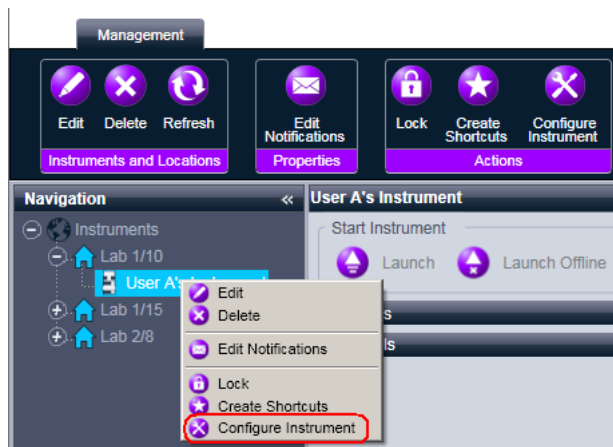 Management
Edit Delete Refresh
Instruments and Locations
Edit
Notifications
Properties
Lock Create
Shortcuts Configure
Instrument
Actions
Navigation «
Instruments
Lab 1/10
User A's
Lab 1/15
Lab 2/8
Edit
Delete
Edit Notifications
Lock
Create Shortcuts
Configure Instrument
User A's Instrument
Start Instrument
Launch Launch Offline